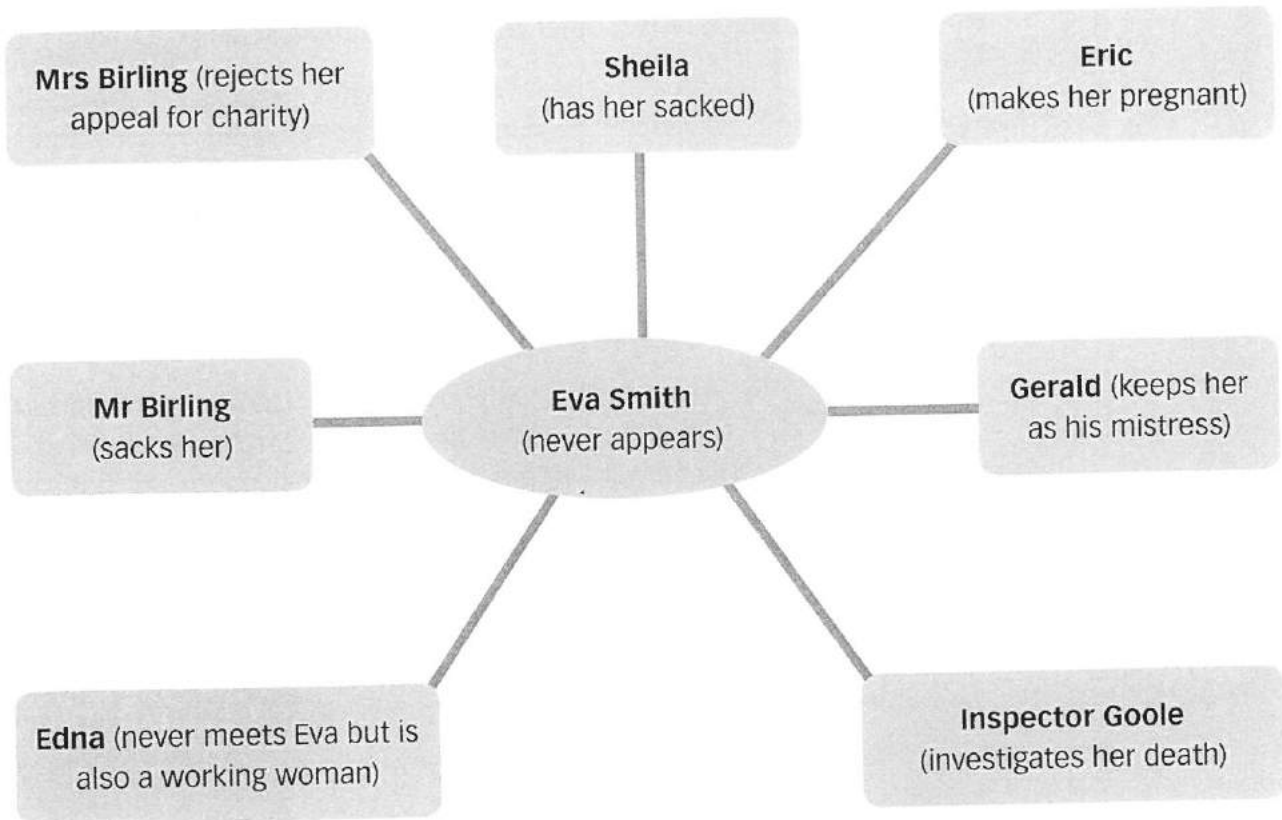 Mrs Birling (rejects her
appeal for charity)
Sheila
(has her sacked)
Eric
(makes her pregnant)
Mr Birling
(sacks her)
Eva Smith
(never appears)
Gerald (keeps her
as his mistress)
Edna (never meets Eva but is
also a working woman)
Inspector Goole
(investigates her death)